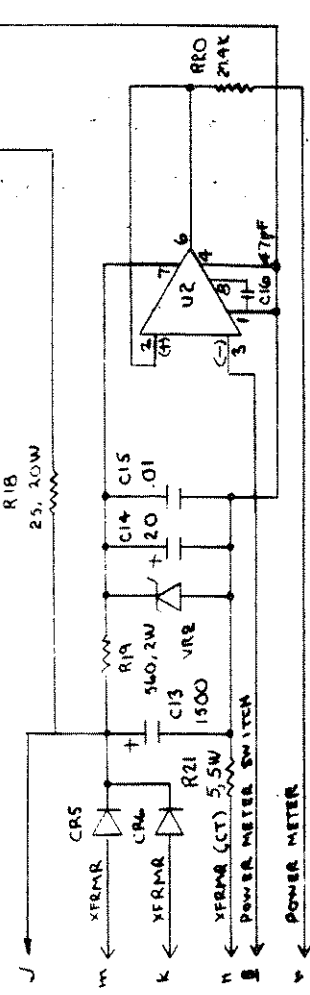 R18
25, 20W
J
CR5
XFRMR
m
CR6
XFRMR
k
+
C13
1500
R19
560, 2W
VR2
+
C14
20
C15
.01
R21
5, 5W
XFRMR (CT)
n
POWER METER SWITCH
POWER METER
2
(+)
(-)
3
U2
7
6
4
8
1
47pF
C16
RRO
27.4K